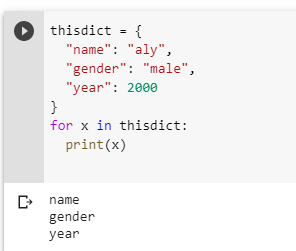 thisdict = {
  "name": "aly",
  "gender": "male",
  "year": 2000
}
for x in thisdict:
  print(x)
name
gender
year